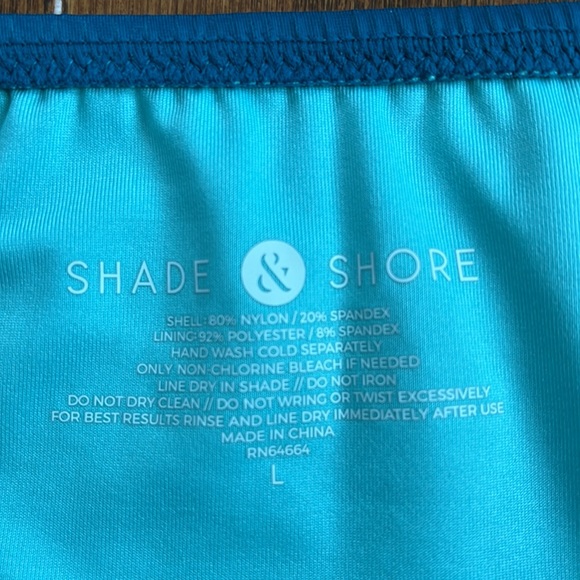 SHADE & SHORE
SHELL: 80% NYLON / 20% SPANDEX
LINING: 92% POLYESTER / 8% SPANDEX
HAND WASH COLD SEPARATELY
ONLY NON-CHLORINE BLEACH IF NEEDED
LINE DRY IN SHADE // DO NOT IRON
DO NOT DRY CLEAN // DO NOT WRING OR TWIST EXCESSIVELY
FOR BEST RESULTS RINSE AND LINE DRY IMMEDIATELY AFTER USE
MADE IN CHINA
RN64664
L